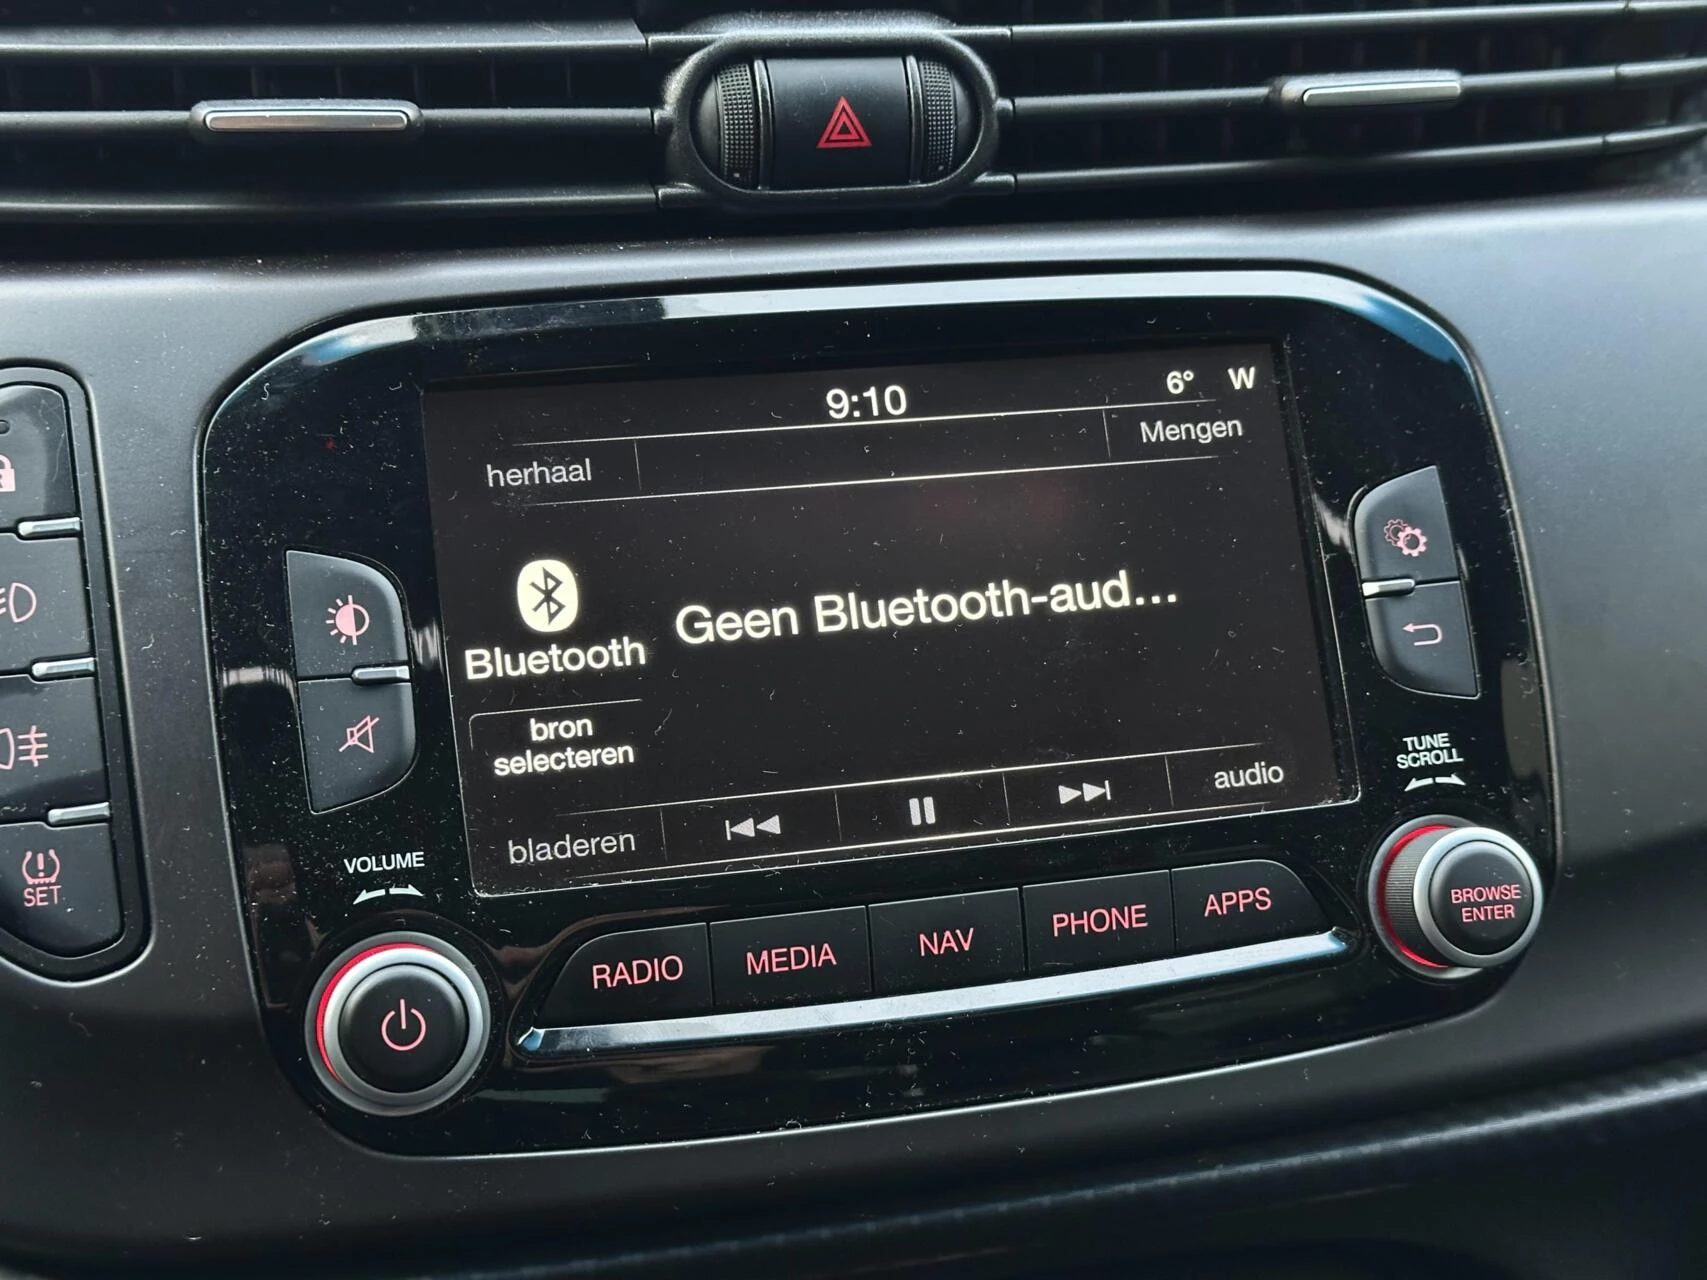 9:10
6° W
herhaal
Mengen
Bluetooth
Geen Bluetooth-aud...
bron
selecteren
bladeren
audio
SET
VOLUME
TUNE
SCROLL
RADIO
MEDIA
NAV
PHONE
APPS
BROWSE
ENTER